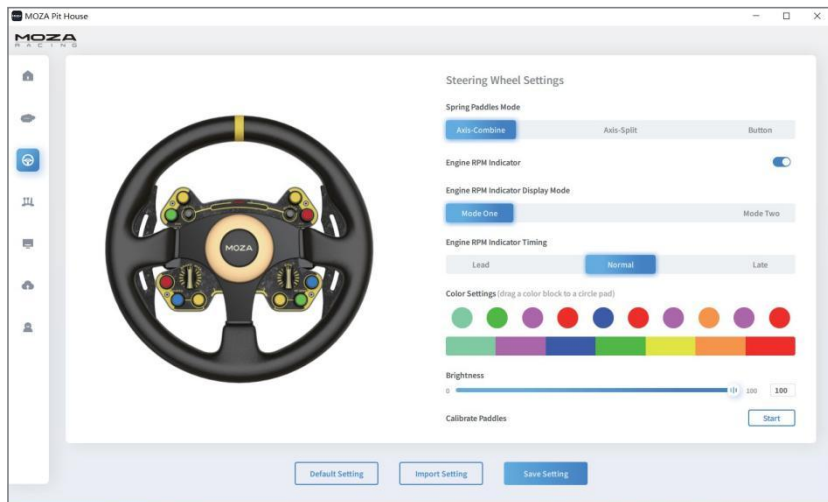 MOZA Pit House
MOZA
RACING
Steering Wheel Settings
Spring Paddles Mode
Axis-Combine Axis-Split Button
Engine RPM Indicator
Engine RPM Indicator Display Mode
Mode One Mode Two
Engine RPM Indicator Timing
Lead Normal Late
Color Settings (drag a color block to a circle pad)
Brightness
0 100 100
Calibrate Paddles Start
MOZA
Default Setting Import Setting Save Setting